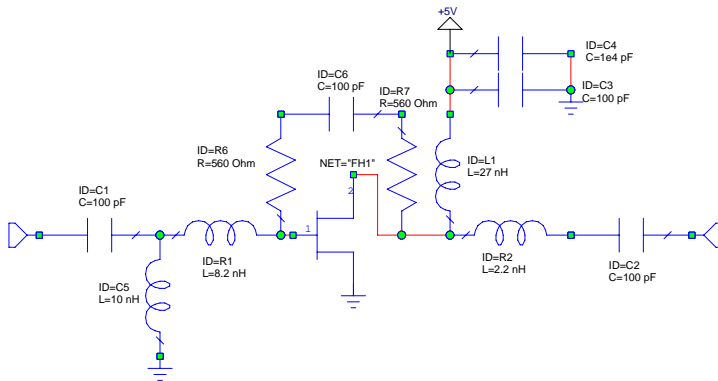 +5V
ID=C4
C=1e4 pF
ID=C6
C=100 pF
ID=R7
R=560 Ohm
ID=C3
C=100 pF
ID=R6
R=560 Ohm
NET="FH1"
ID=L1
L=27 nH
2
ID=C1
C=100 pF
1
ID=R1
L=8.2 nH
ID=R2
L=2.2 nH
ID=C2
C=100 pF
ID=C5
L=10 nH